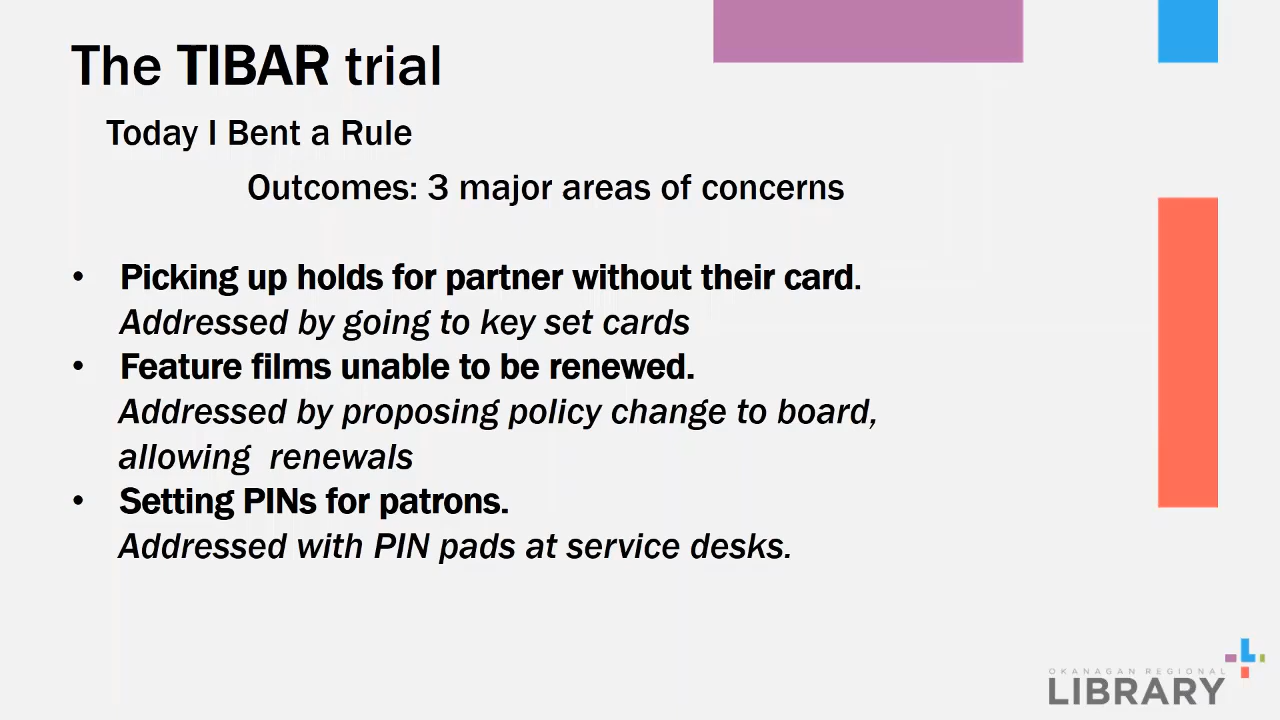 The TIBAR trial
Today I Bent a Rule
Outcomes: 3 major areas of concerns
• Picking up holds for partner without their card.
Addressed by going to key set cards
• Feature films unable to be renewed.
Addressed by proposing policy change to board,
allowing renewals
• Setting PINs for patrons.
Addressed with PIN pads at service desks.
OKANAGAN REGIONAL
LIBRARY